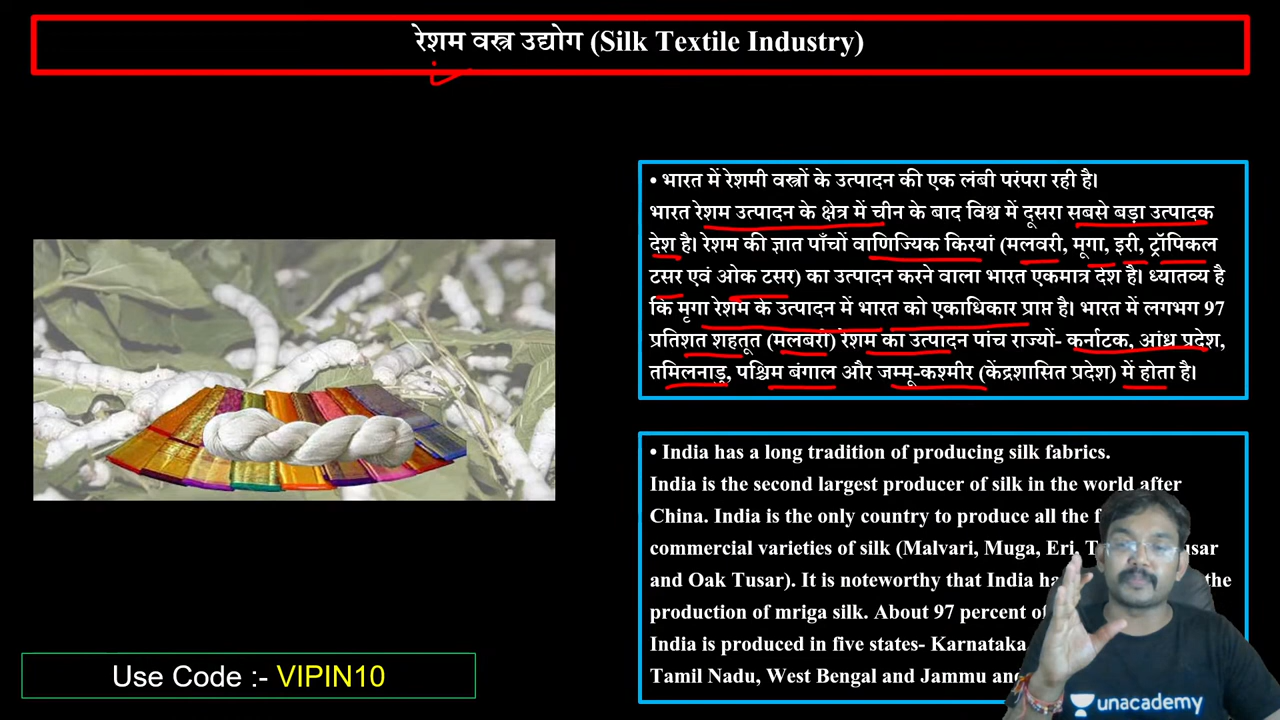 रेशम वस्त्र उद्योग (Silk Textile Industry)
• भारत में रेशमी वस्त्रों के उत्पादन की एक लंबी परंपरा रही है।
भारत रेशम उत्पादन के क्षेत्र में चीन के बाद विश्व में दूसरा सबसे बड़ा उत्पादक
देश है। रेशम की ज्ञात पाँचों वाणिज्यिक किरयां (मलवरी, मूगा, इरी, ट्रॉपिकल
टसर एवं ओक टसर) का उत्पादन करने वाला भारत एकमात्र देश है। ध्यातव्य है
कि मृगा रेशम के उत्पादन में भारत को एकाधिकार प्राप्त है। भारत में लगभग 97
प्रतिशत शहतूत (मलबरी) रेशम का उत्पादन पांच राज्यों- कर्नाटक, आंध्र प्रदेश,
तमिलनाडु, पश्चिम बंगाल और जम्मू-कश्मीर (केंद्रशासित प्रदेश) में होता है।
• India has a long tradition of producing silk fabrics.
India is the second largest producer of silk in the world after
China. India is the only country to produce all the
commercial varieties of silk (Malvari, Muga, Eri,
and Oak Tusar). It is noteworthy that India the
production of mriga silk. About 97 percent
India is produced in five states- Karnataka
Tamil Nadu, West Bengal and Jammu
Use Code :- VIPIN10
unacademy